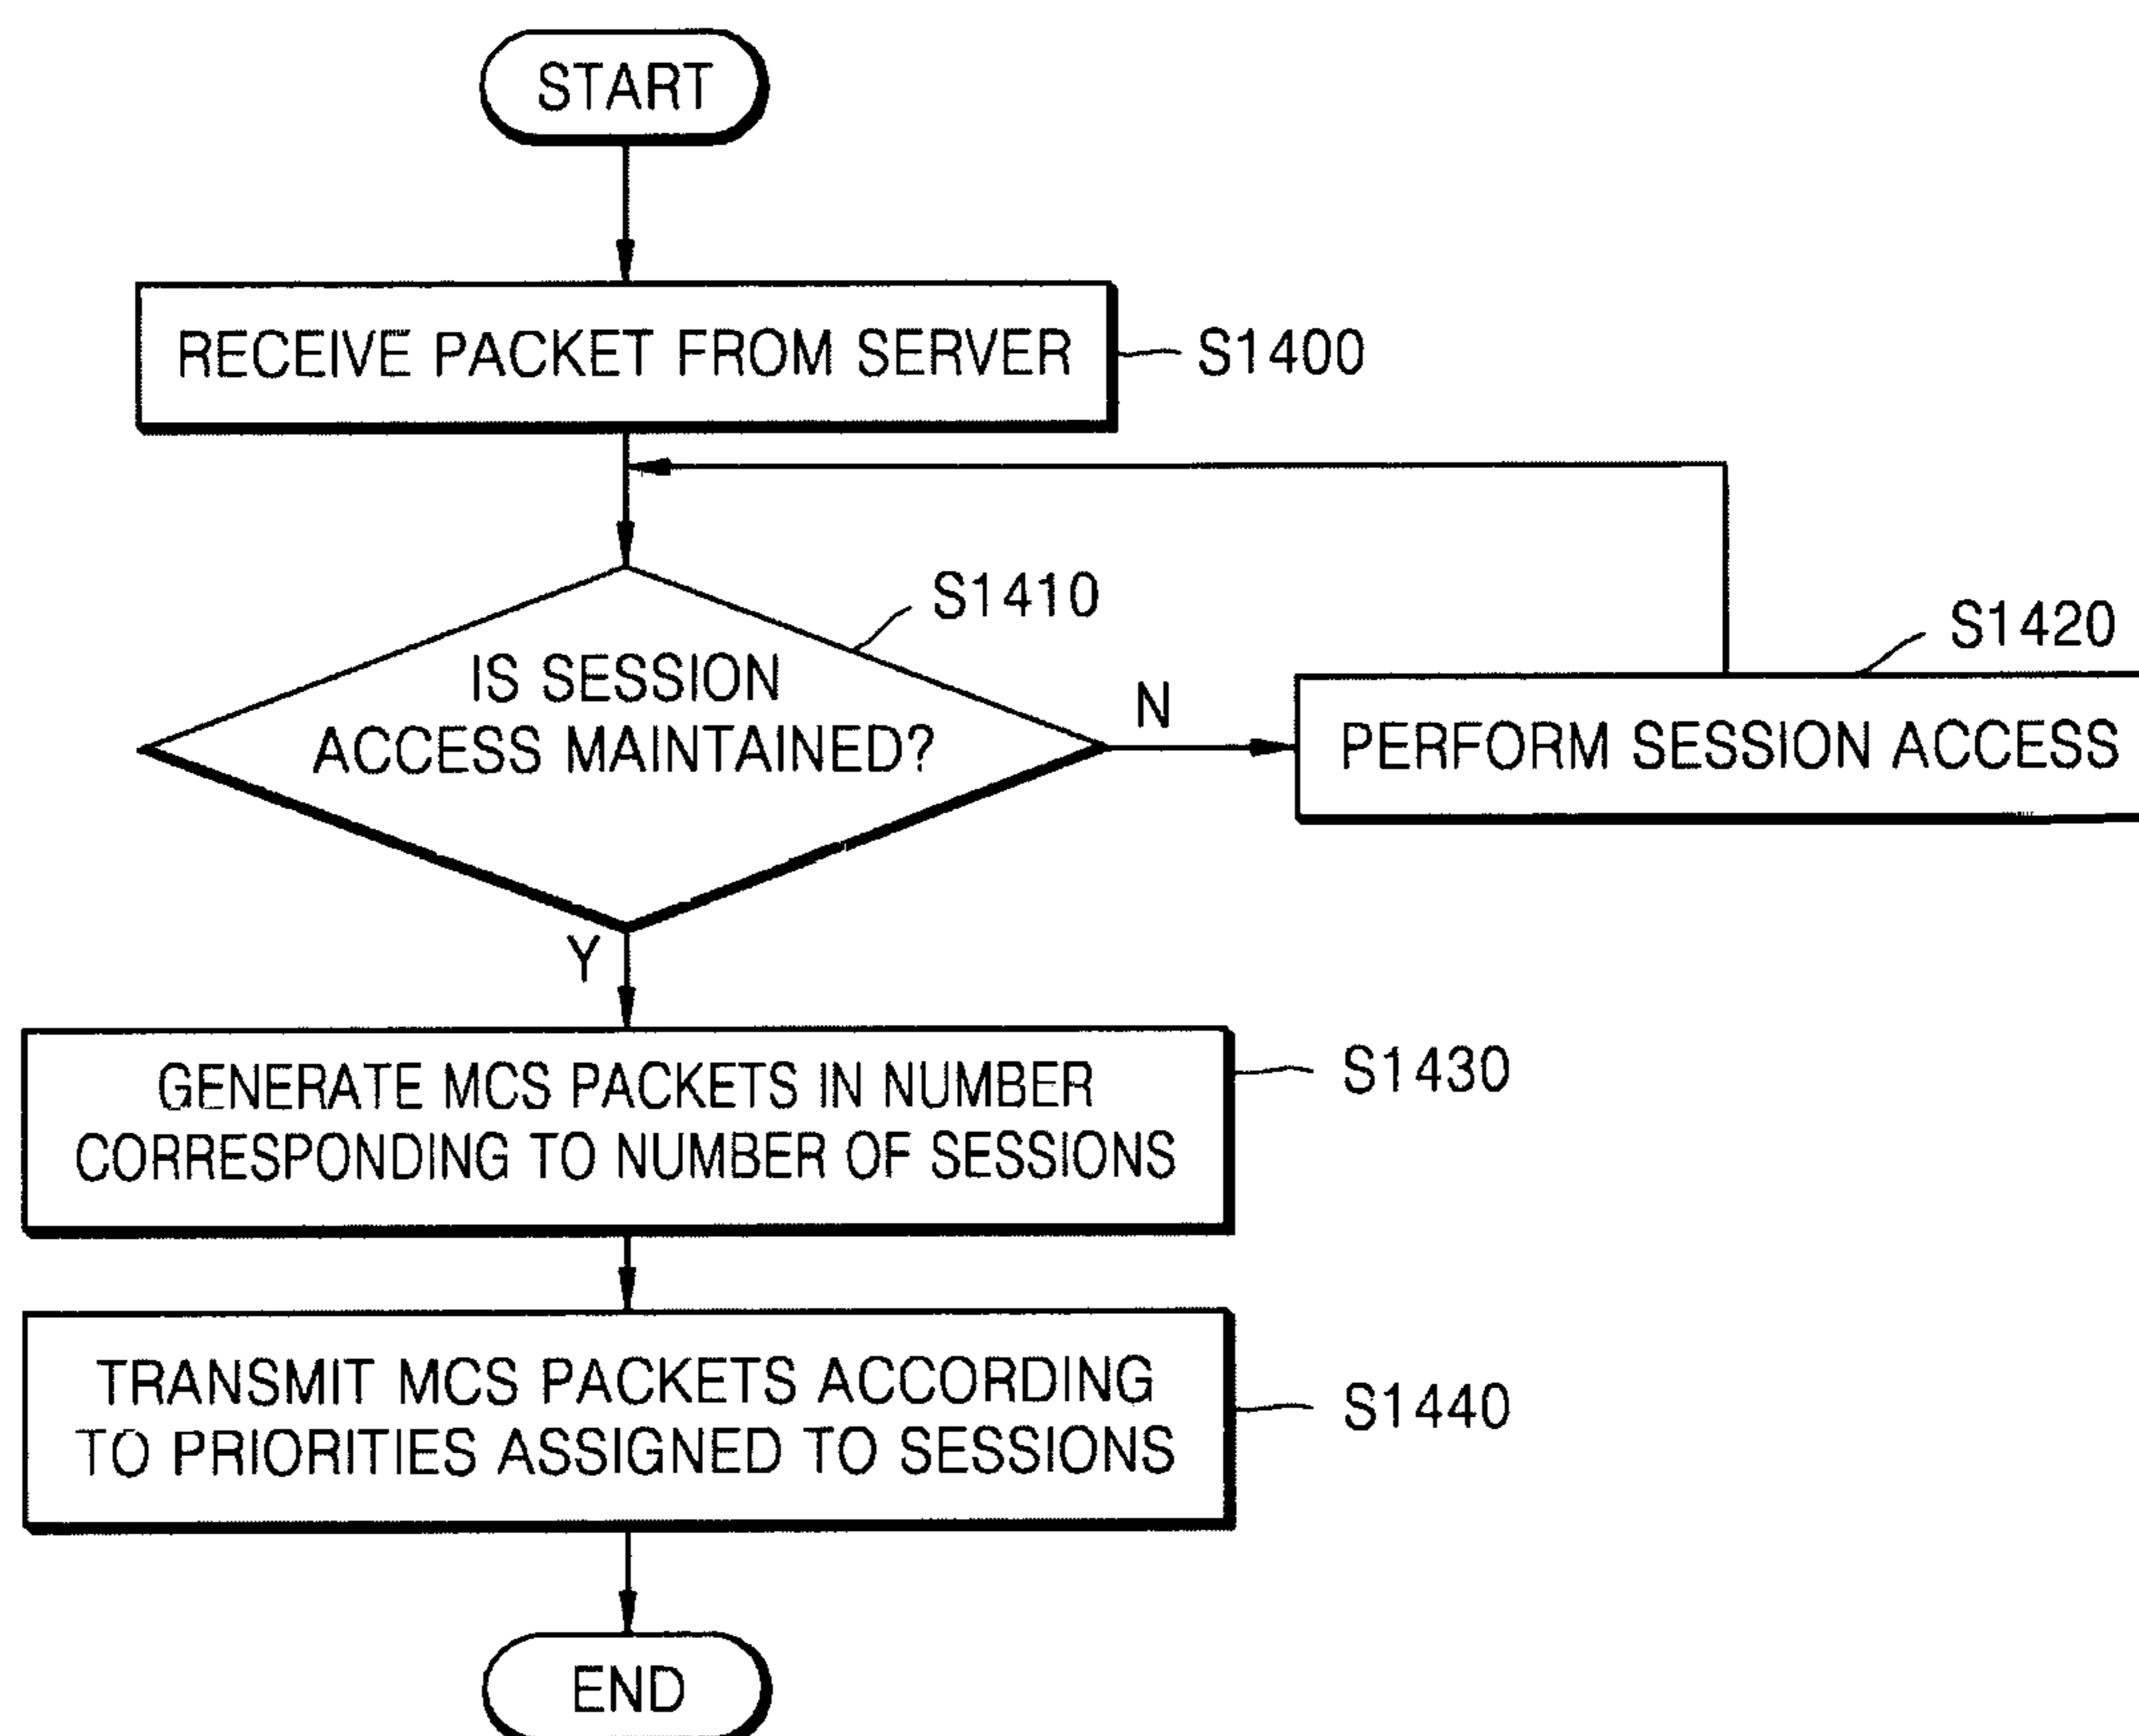 START
RECEIVE PACKET FROM SERVER
S1400
S1410
IS SESSION
ACCESS MAINTAINED?
N
S1420
PERFORM SESSION ACCESS
Y
GENERATE MCS PACKETS IN NUMBER
CORRESPONDING TO NUMBER OF SESSIONS
S1430
TRANSMIT MCS PACKETS ACCORDING
TO PRIORITIES ASSIGNED TO SESSIONS
S1440
END